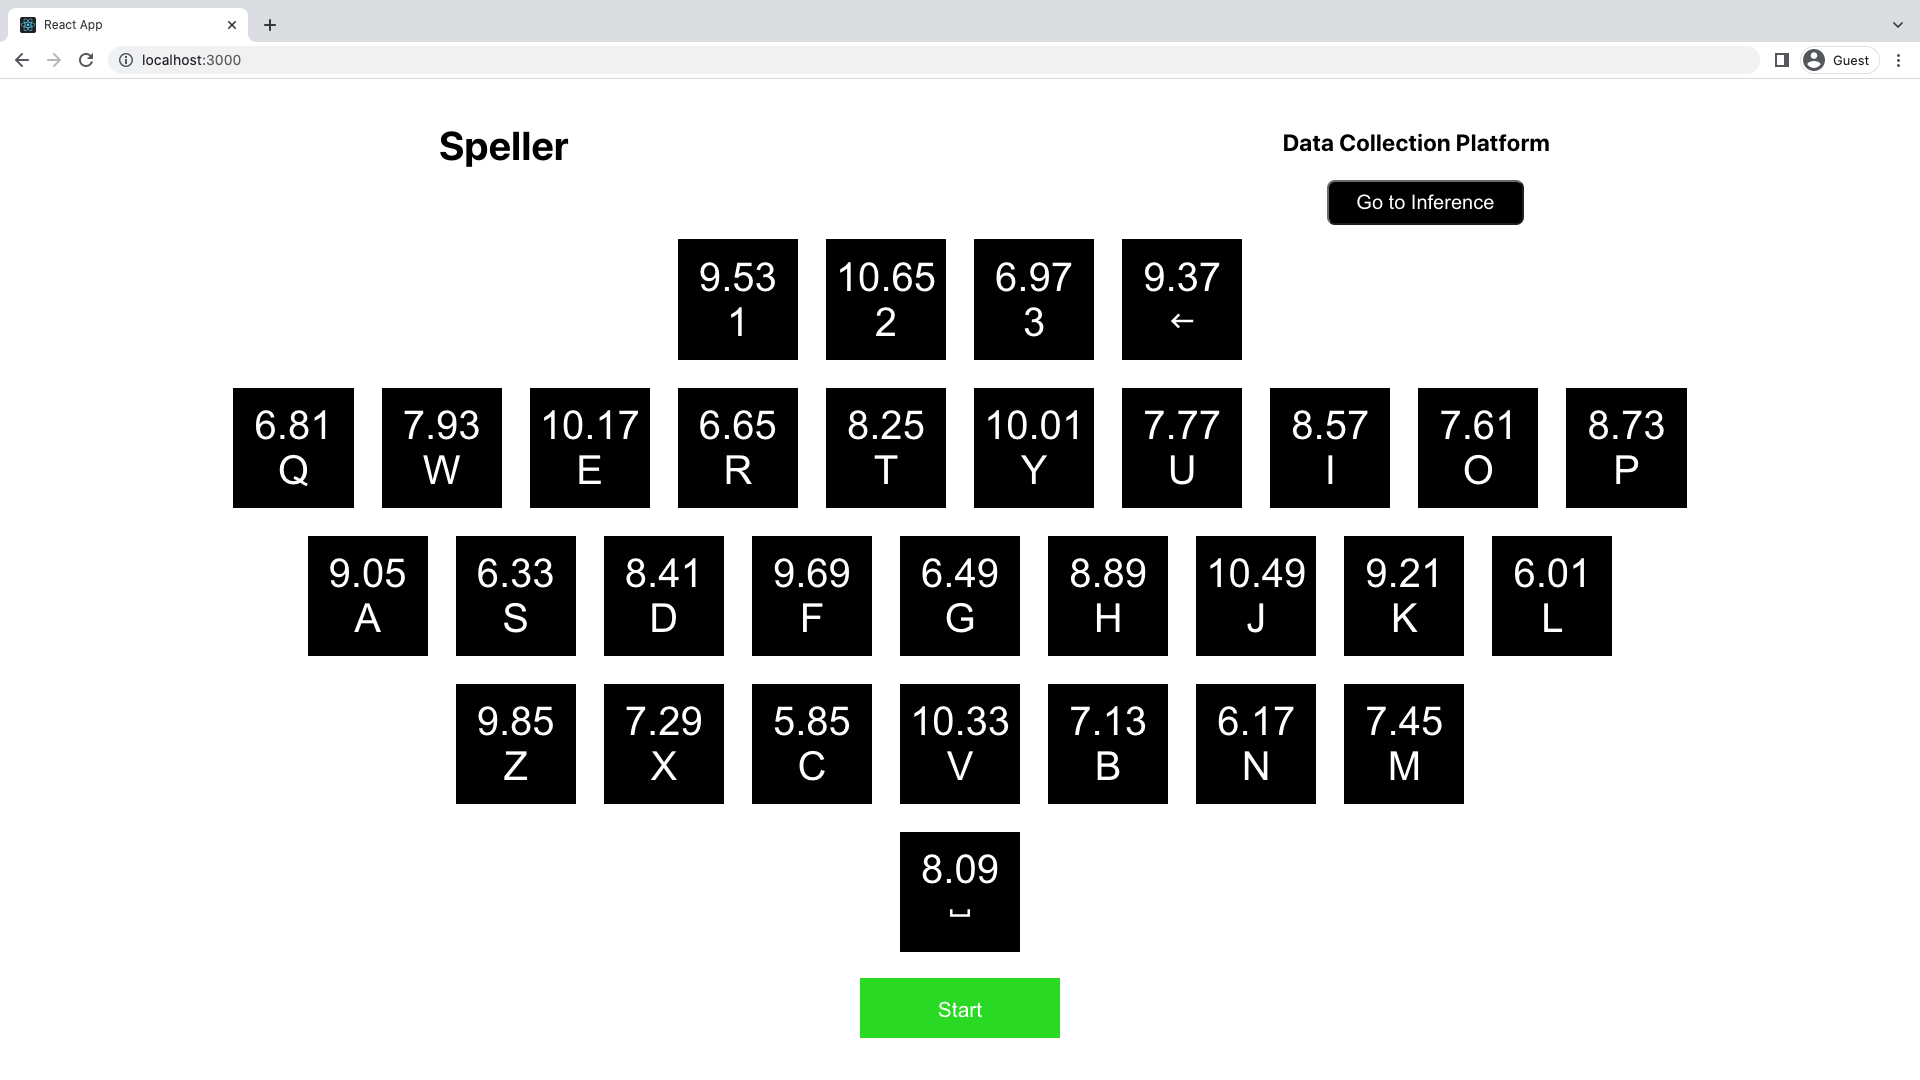 React App
localhost:3000
Guest
Speller
Data Collection Platform
Go to Inference
9.53 10.65 6.97 9.37
1 2 3 ←
6.81 7.93 10.17 6.65 8.25 10.01 7.77 8.57 7.61 8.73
Q W E R T Y U I O P
9.05 6.33 8.41 9.69 6.49 8.89 10.49 9.21 6.01
A S D F G H J K L
9.85 7.29 5.85 10.33 7.13 6.17 7.45
Z X C V B N M
8.09
⎵
Start